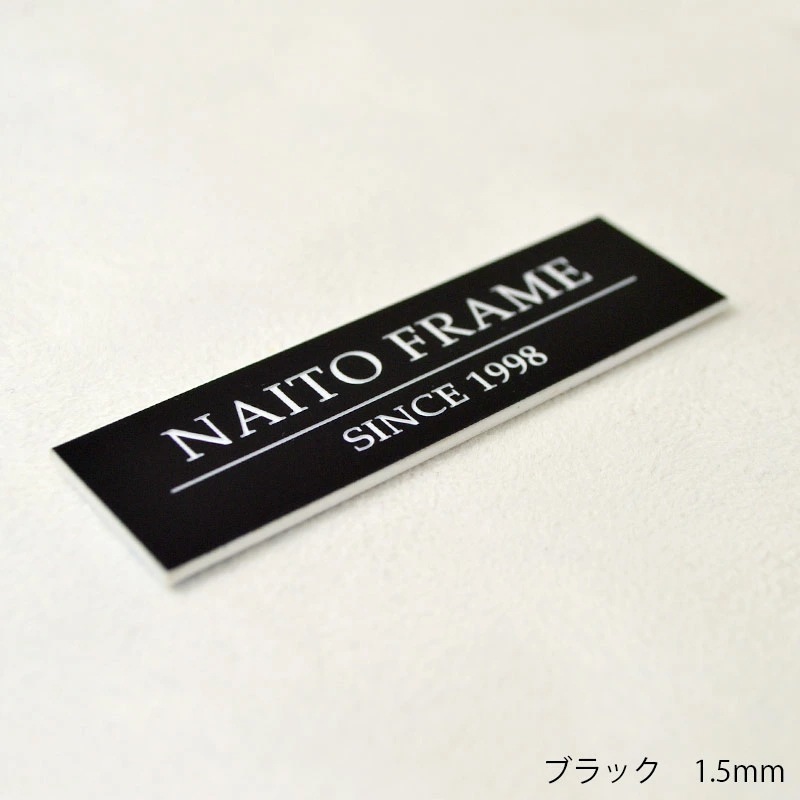 NAITO FRAME
SINCE 1998
ブラック　1.5mm